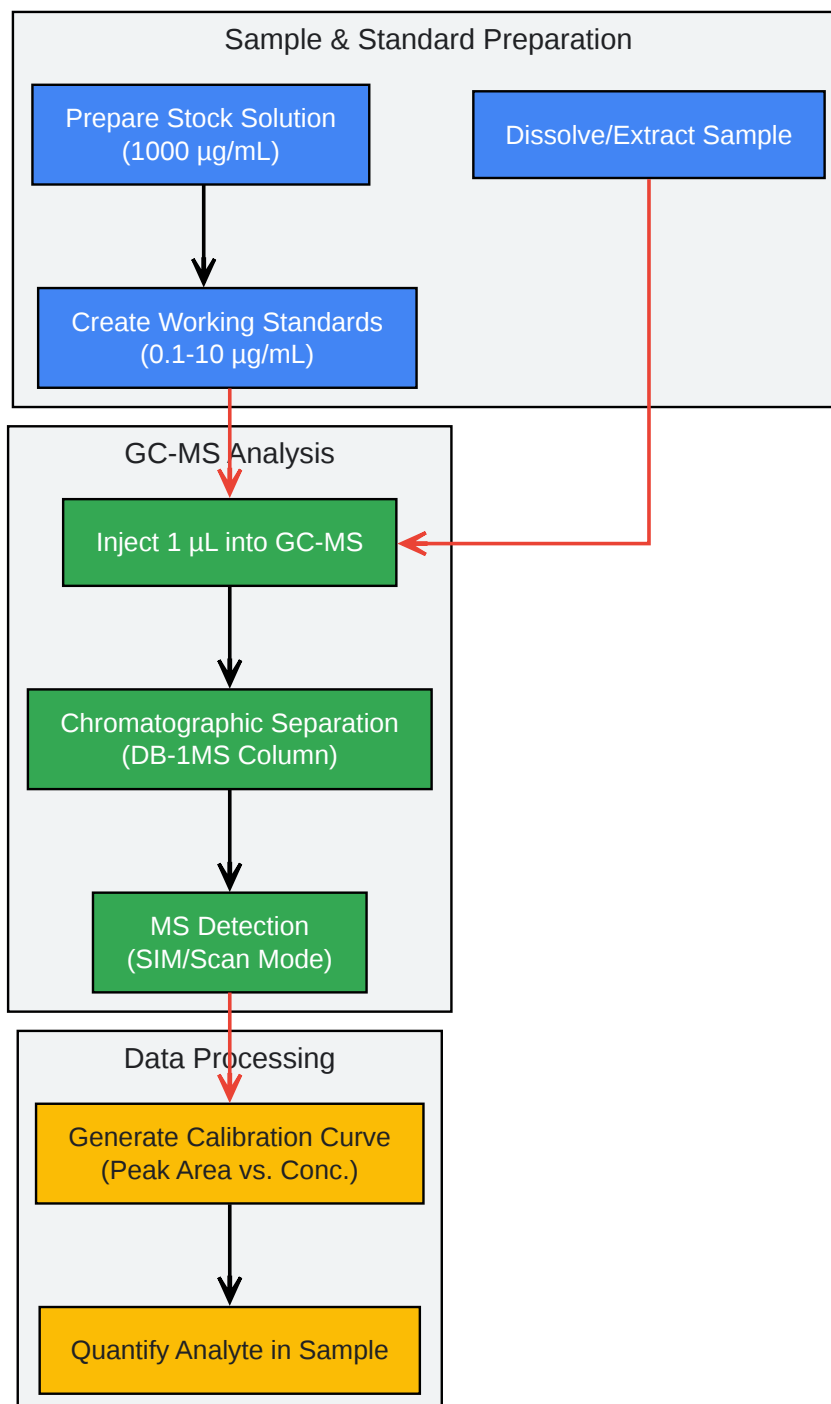 Sample & Standard Preparation
Prepare Stock Solution
(1000 µg/mL)
Dissolve/Extract Sample
Create Working Standards
(0.1-10 µg/mL)
GC-MS Analysis
Inject 1 µL into GC-MS
Chromatographic Separation
(DB-1MS Column)
MS Detection
(SIM/Scan Mode)
Data Processing
Generate Calibration Curve
(Peak Area vs. Conc.)
Quantify Analyte in Sample